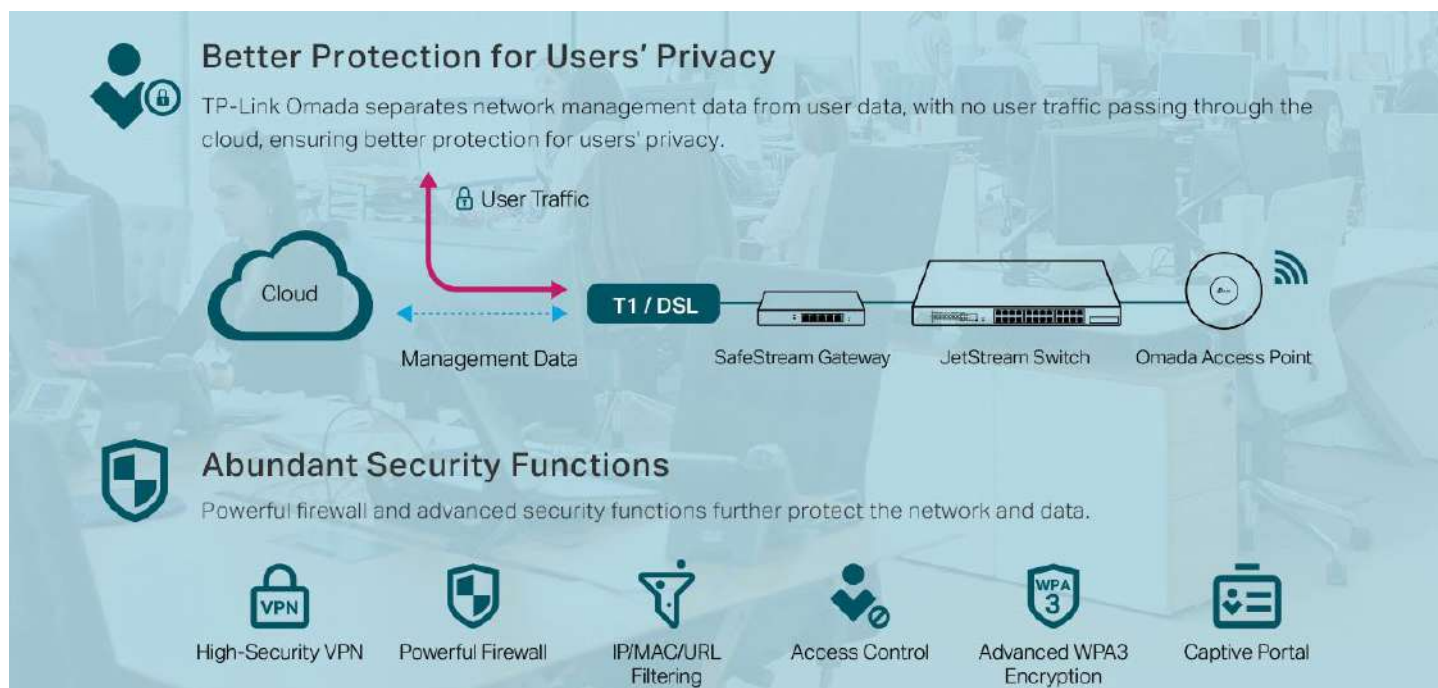 Better Protection for Users' Privacy
TP-Link Omada separates network management data from user data, with no user traffic passing through the
cloud, ensuring better protection for users' privacy.
User Traffic
Cloud
T1 / DSL
Management Data
SafeStream Gateway
JetStream Switch
Omada Access Point
Abundant Security Functions
Powerful firewall and advanced security functions further protect the network and data.
VPN
WPA
3
High-Security VPN
Powerful Firewall
IP/MAC/URL
Filtering
Access Control
Advanced WPA3
Encryption
Captive Portal